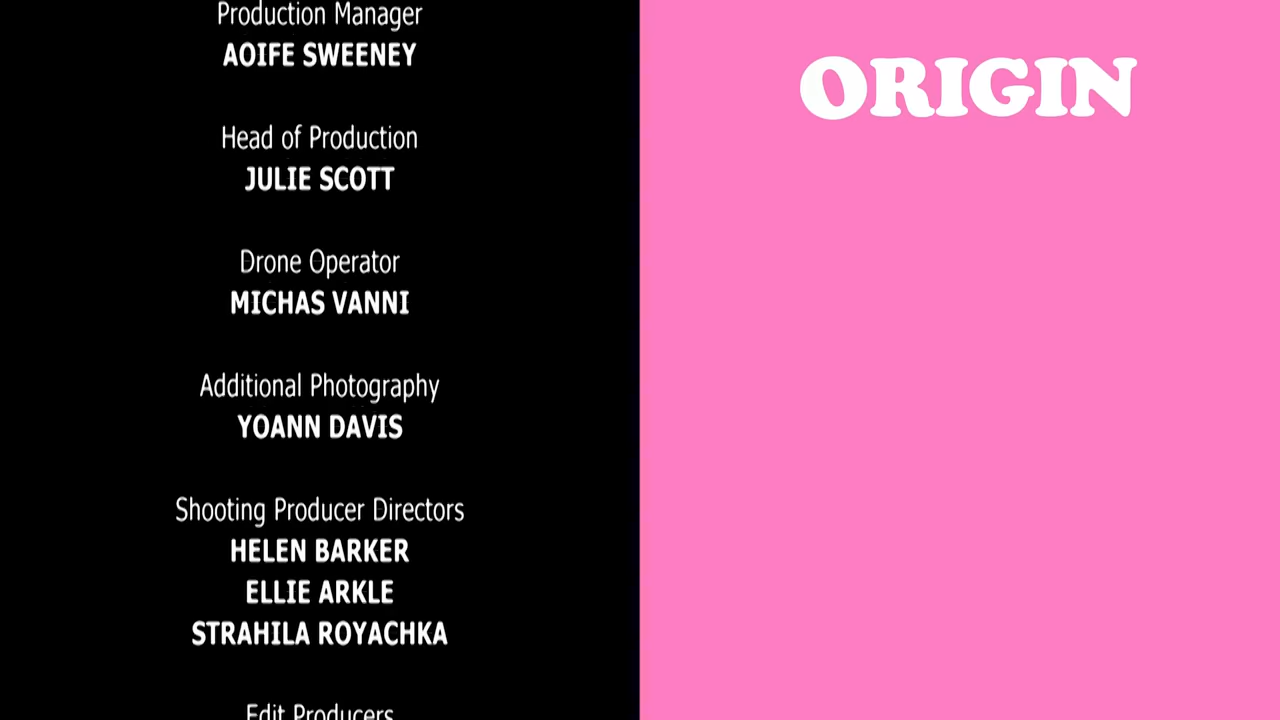 Production Manager
AOIFE SWEENEY
Head of Production
JULIE SCOTT
Drone Operator
MICHAS VANNI
Additional Photography
YOANN DAVIS
Shooting Producer Directors
HELEN BARKER
ELLIE ARKLE
STRAHILA ROYACHKA
Edit Producers
ORIGIN